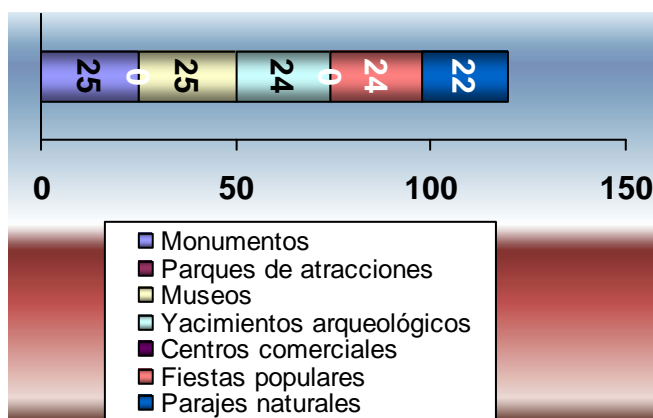 25 0 25 24 0 24 22
0 50 100 150
Monumentos
Parques de atracciones
Museos
Yacimientos arqueológicos
Centros comerciales
Fiestas populares
Parajes naturales